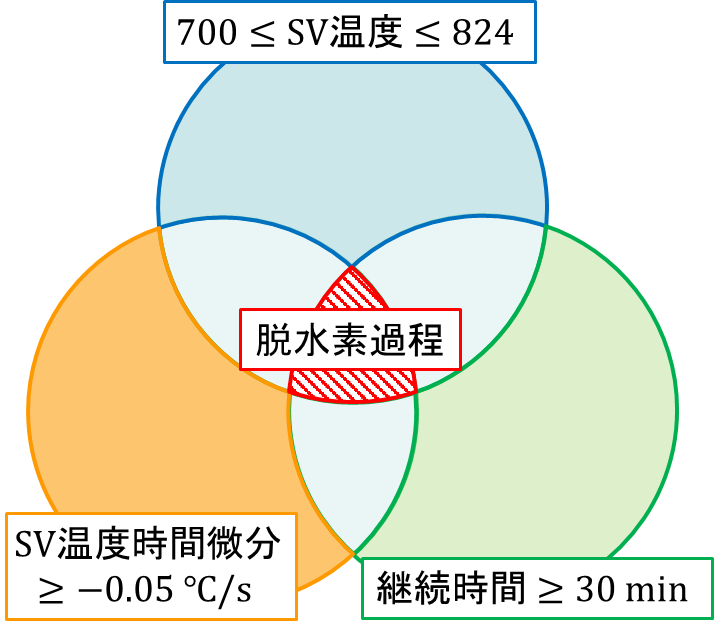 700 ≤ SV温度 ≤ 824
脱水素過程
SV温度時間微分
≥ −0.05 ℃/s
継続時間 ≥ 30 min